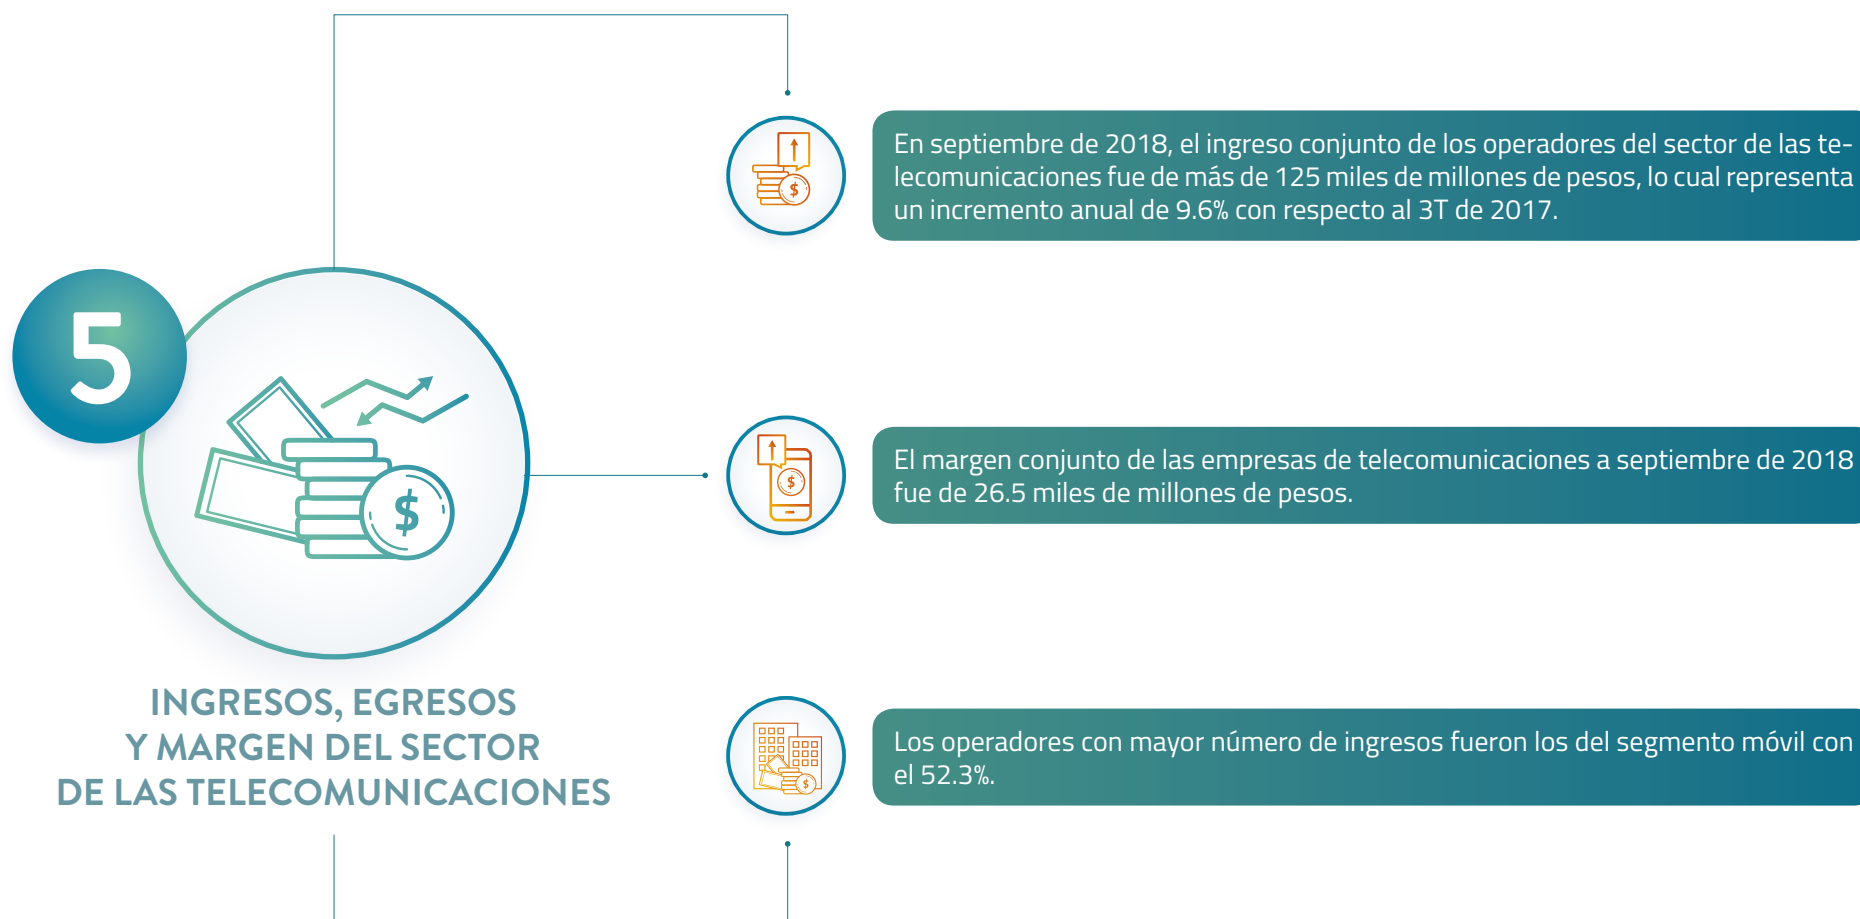 5
INGRESOS, EGRESOS
Y MARGEN DEL SECTOR
DE LAS TELECOMUNICACIONES
En septiembre de 2018, el ingreso conjunto de los operadores del sector de las te-
lecomunicaciones fue de más de 125 miles de millones de pesos, lo cual representa
un incremento anual de 9.6% con respecto al 3T de 2017.
El margen conjunto de las empresas de telecomunicaciones a septiembre de 2018
fue de 26.5 miles de millones de pesos.
Los operadores con mayor número de ingresos fueron los del segmento móvil con
el 52.3%.